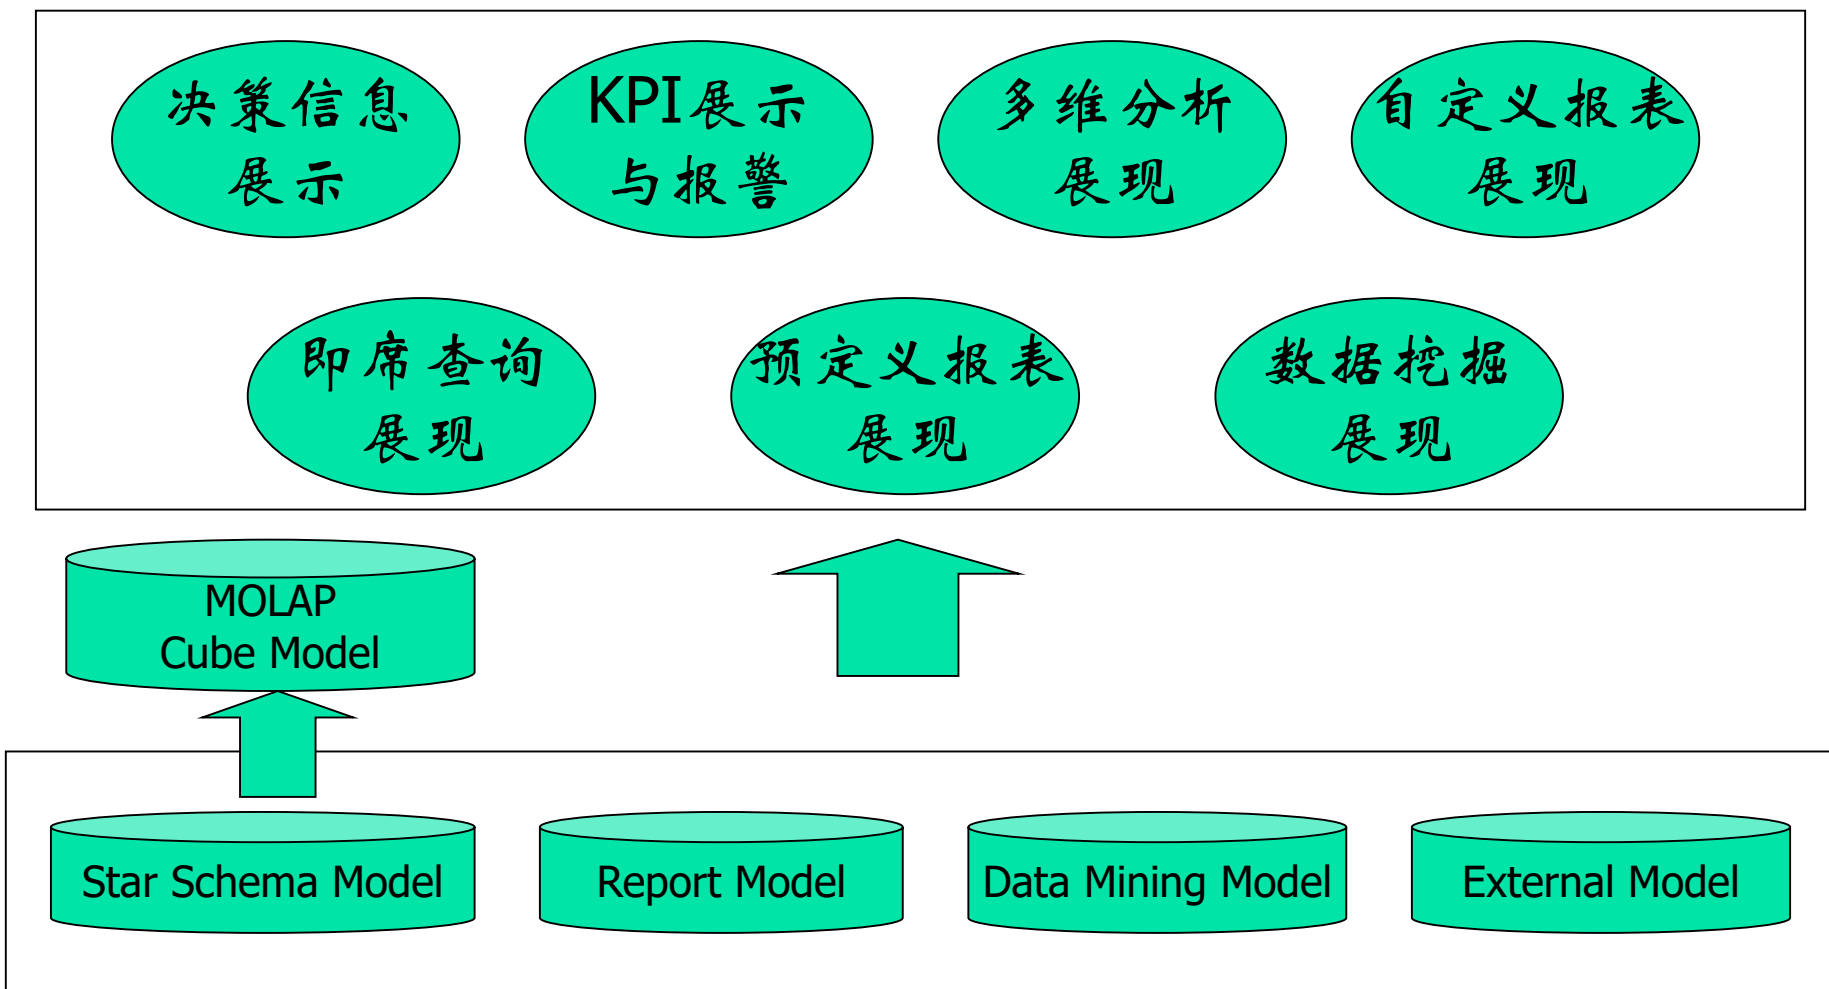 决策信息
展示
KPI展示
与报警
多维分析
展现
自定义报表
展现
即席查询
展现
预定义报表
展现
数据挖掘
展现
MOLAP
Cube Model
Star Schema Model
Report Model
Data Mining Model
External Model